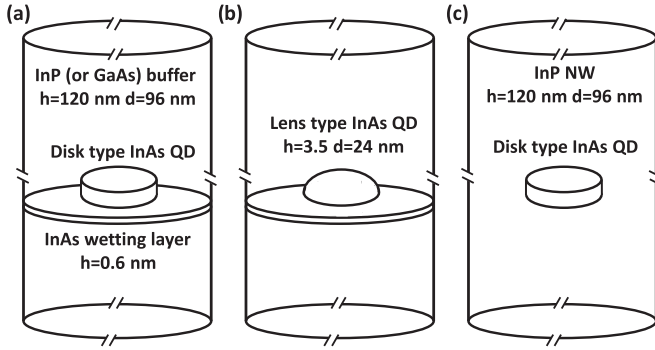 (a)
InP (or GaAs) buffer
h=120 nm d=96 nm
Disk type InAs QD
InAs wetting layer
h=0.6 nm
(b)
Lens type InAs QD
h=3.5 d=24 nm
(c)
InP NW
h=120 nm d=96 nm
Disk type InAs QD